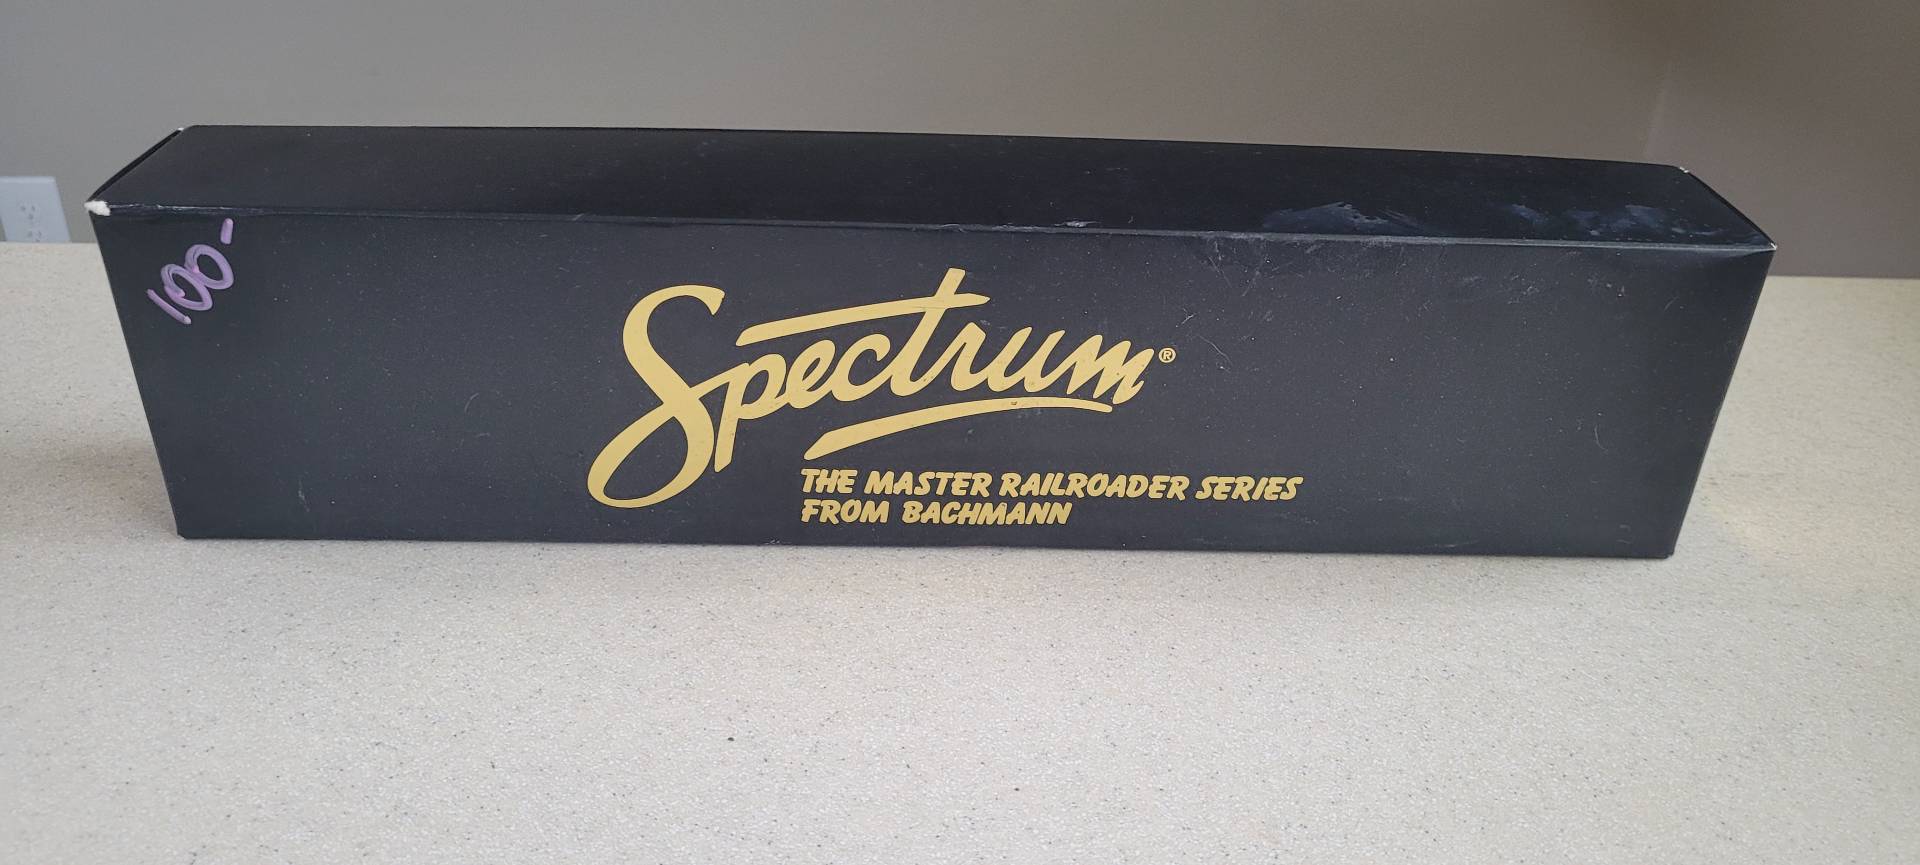 100-
Spectrum®
THE MASTER RAILROADER SERIES
FROM BACHMANN